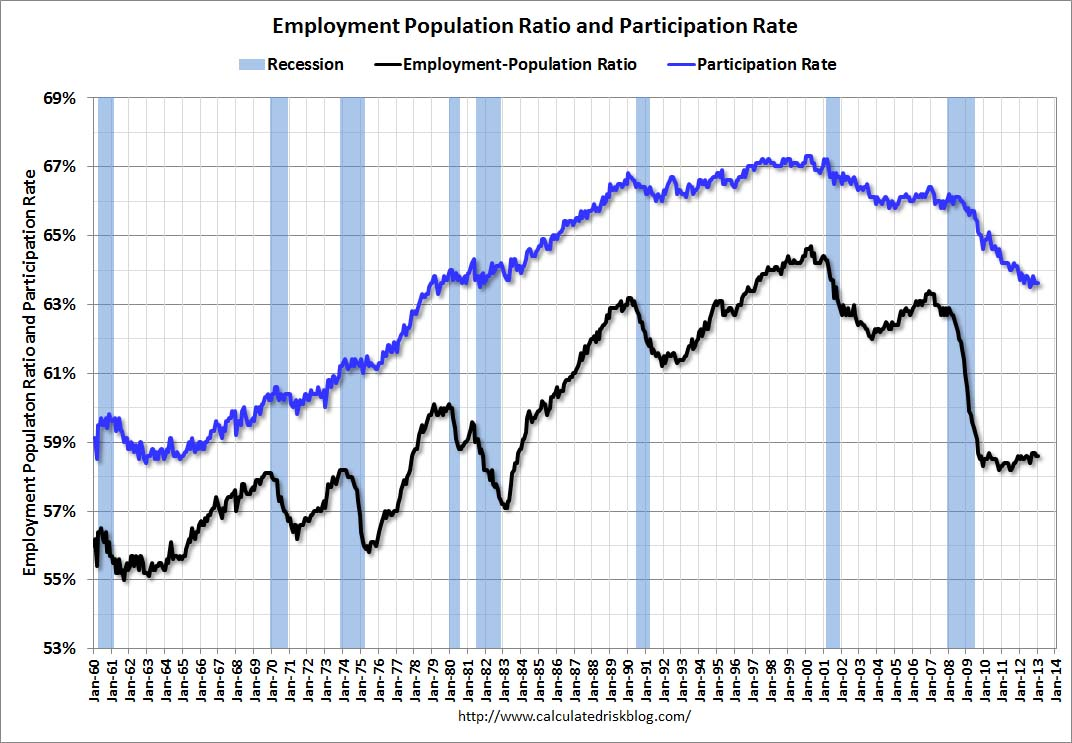 Employment Population Ratio and Participation Rate
Recession
Employment-Population Ratio
Participation Rate
Employment Populaton Ratio and Participation Rate
69%
67%
65%
63%
61%
59%
57%
55%
53%
Jan-60
Jan-61
Jan-62
Jan-63
Jan-64
Jan-65
Jan-66
Jan-67
Jan-68
Jan-69
Jan-70
Jan-71
Jan-72
Jan-73
Jan-74
Jan-75
Jan-76
Jan-77
Jan-78
Jan-79
Jan-80
Jan-81
Jan-82
Jan-83
Jan-84
Jan-85
Jan-86
Jan-87
Jan-88
Jan-89
Jan-90
Jan-91
Jan-92
Jan-93
Jan-94
Jan-95
Jan-96
Jan-97
Jan-98
Jan-99
Jan-00
Jan-01
Jan-02
Jan-03
Jan-04
Jan-05
Jan-06
Jan-07
Jan-08
Jan-09
Jan-10
Jan-11
Jan-12
Jan-13
Jan-14
http://www.calculatedriskblog.com/